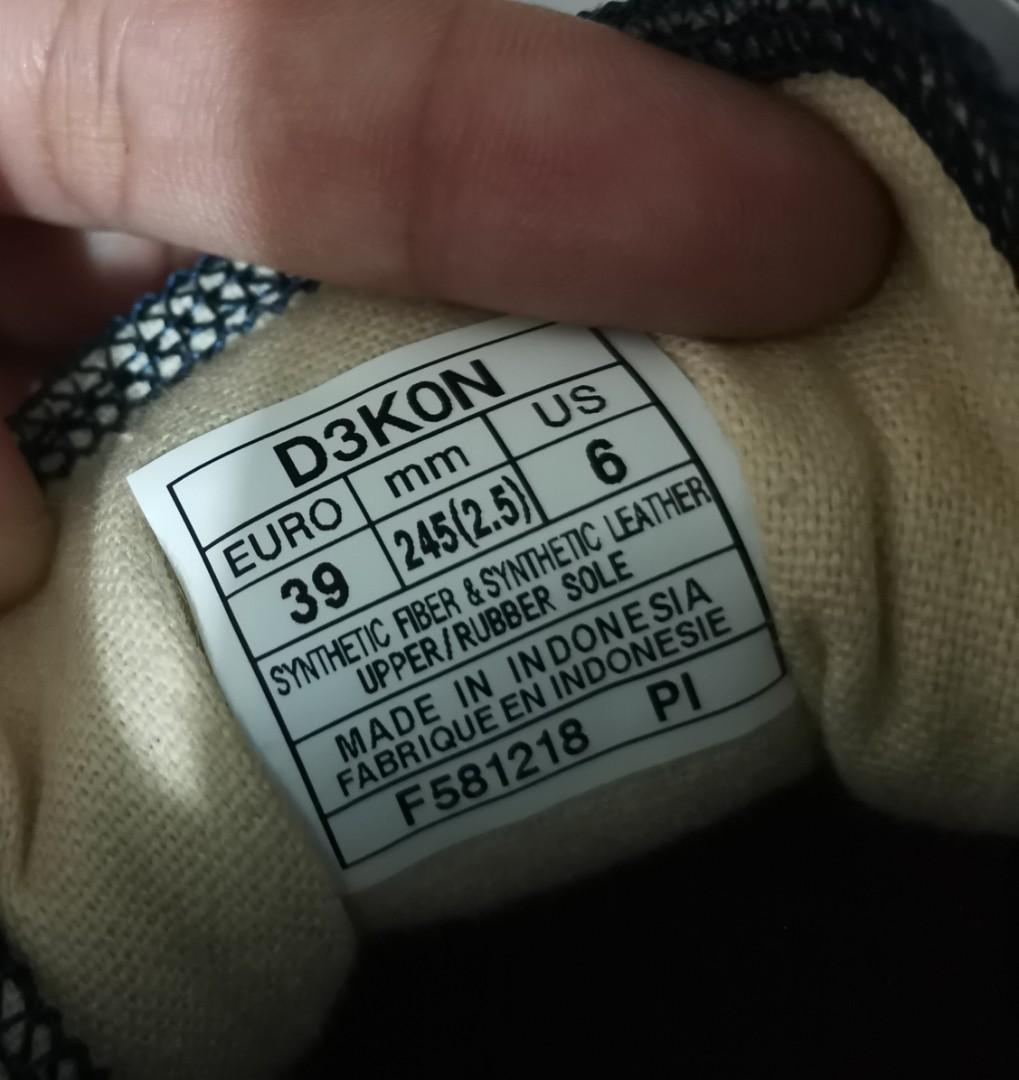 D3K0N
EURO mm US
39 245(2.5) 6
SYNTHETIC FIBER & SYNTHETIC LEATHER
UPPER/RUBBER SOLE
MADE IN INDONESIA
FABRIQUE EN INDONESIE
F581218 PI